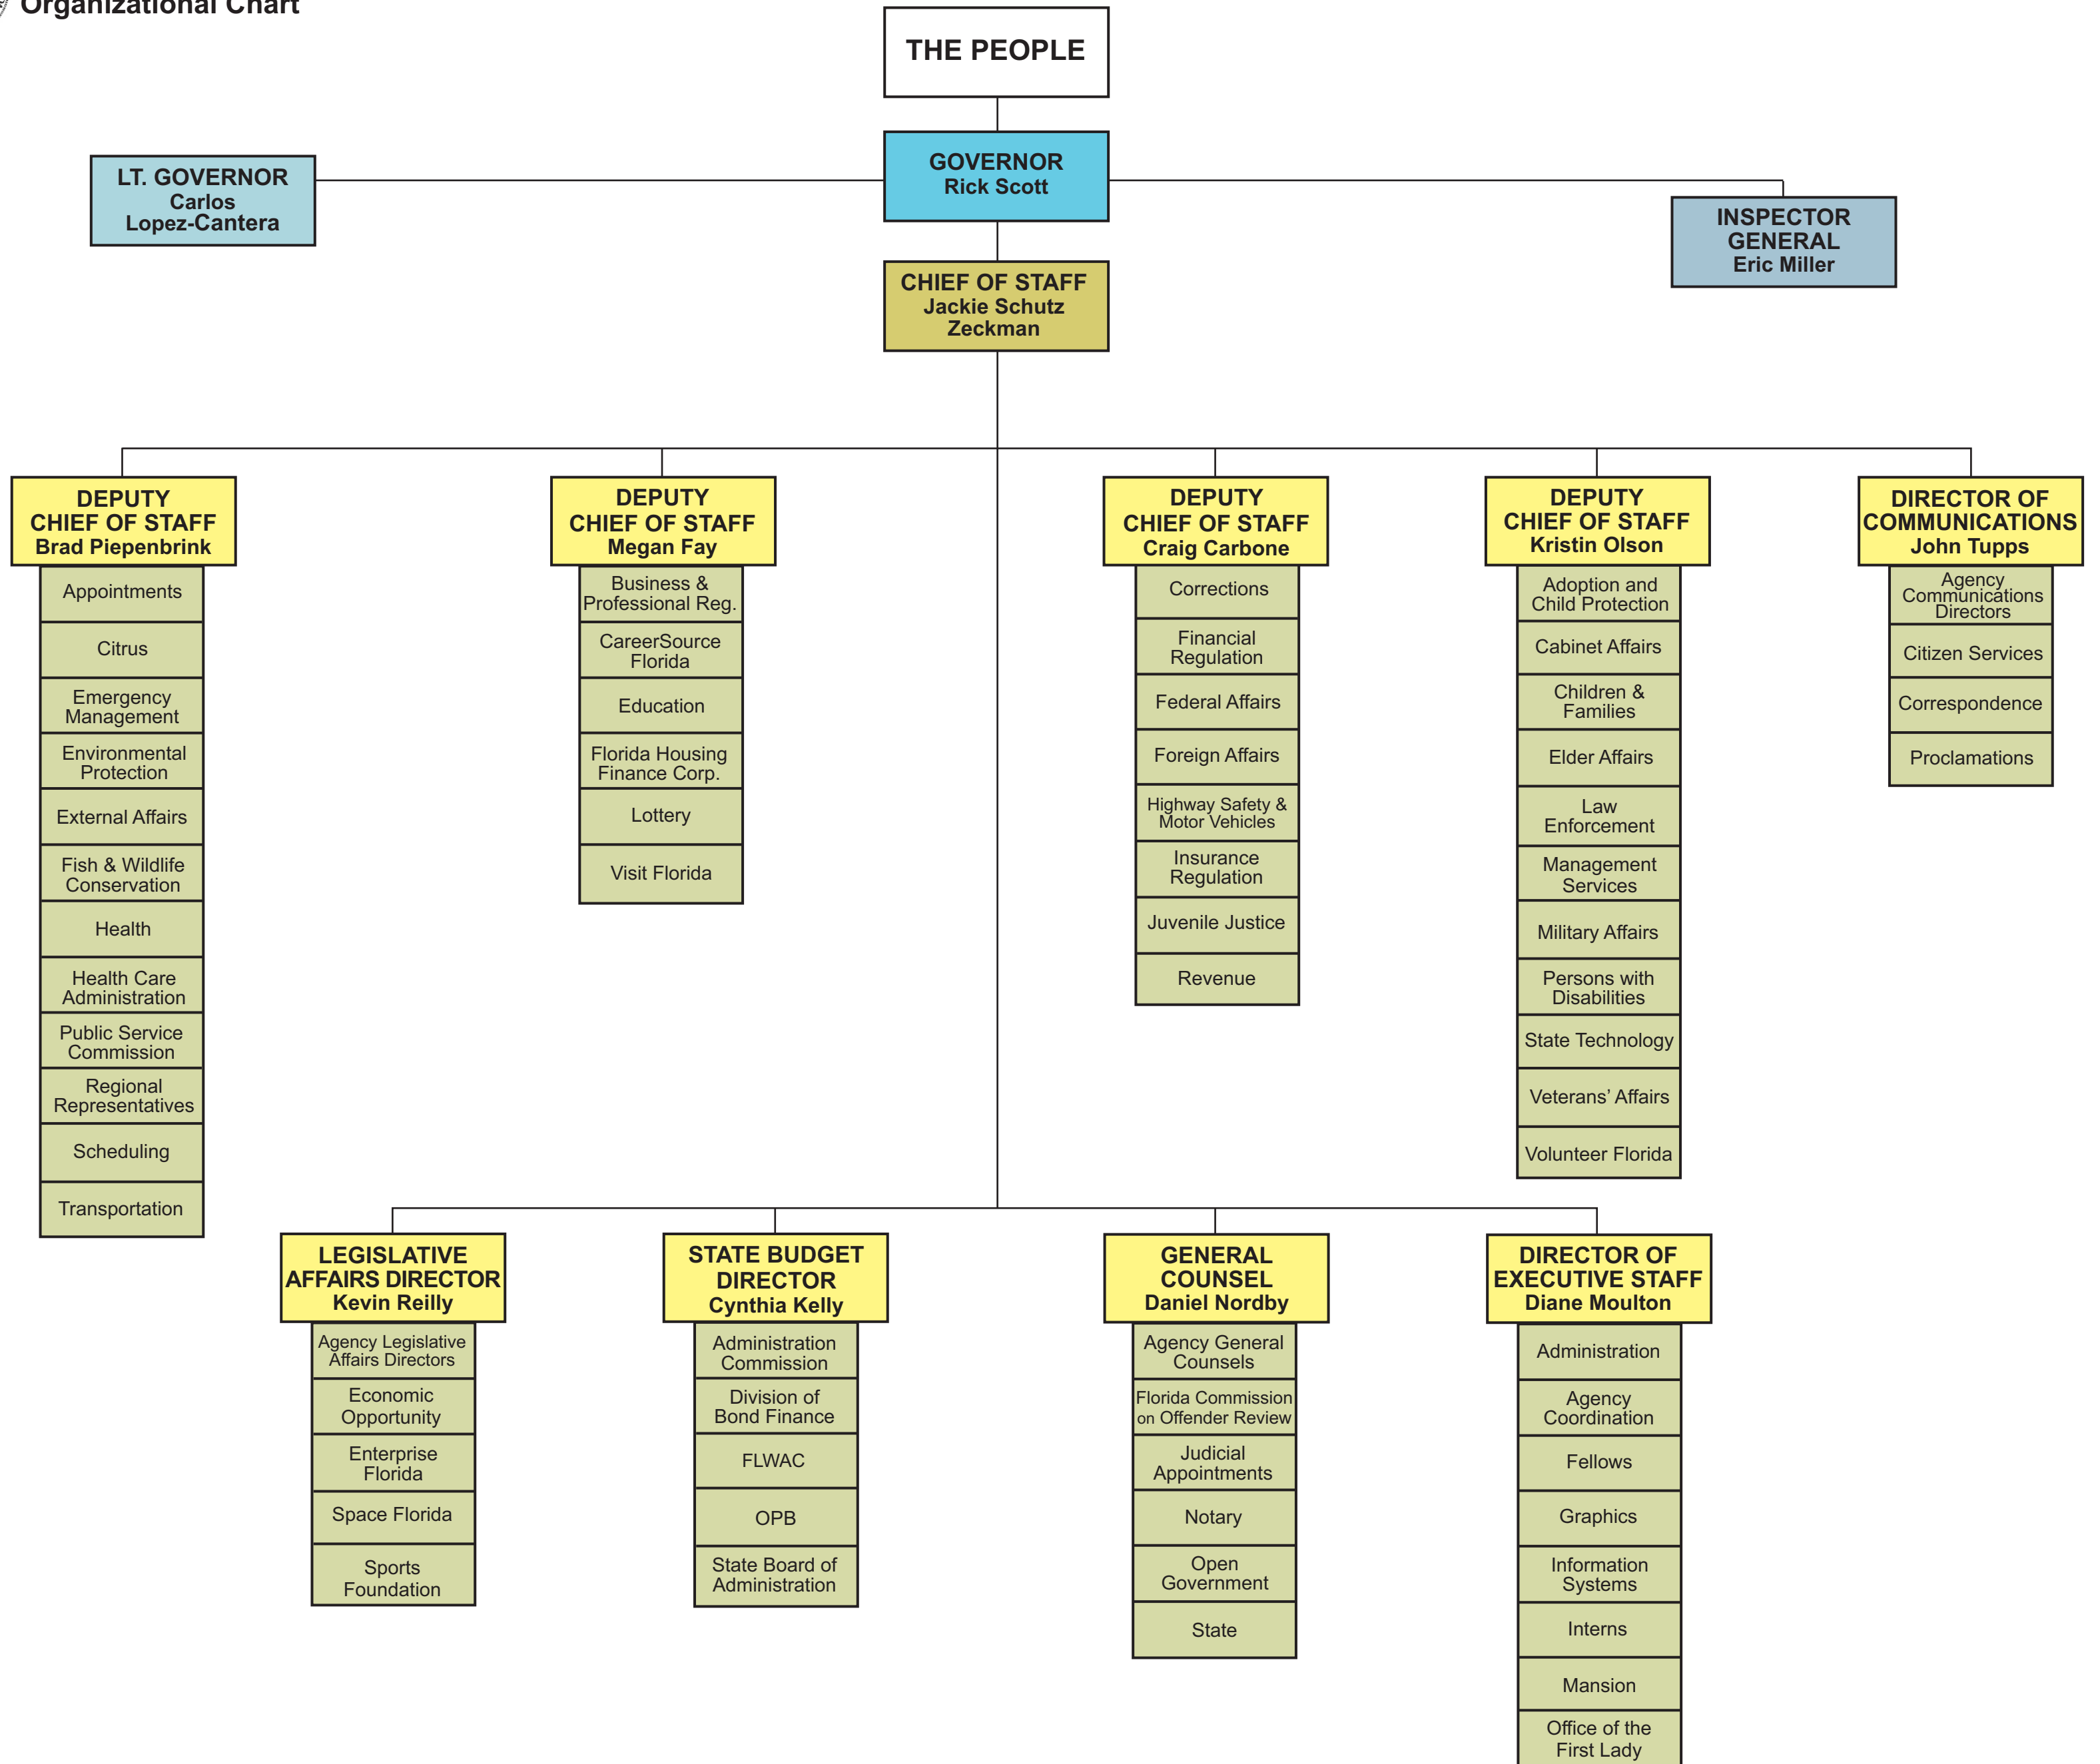 Organizational Chart
THE PEOPLE
GOVERNOR
Rick Scott
LT. GOVERNOR
Carlos
Lopez-Cantera
INSPECTOR
GENERAL
Eric Miller
CHIEF OF STAFF
Jackie Schutz
Zeckman
DEPUTY
CHIEF OF STAFF
Brad Piepenbrink
Appointments
Citrus
Emergency
Management
Environmental
Protection
External Affairs
Fish & Wildlife
Conservation
Health
Health Care
Administration
Public Service
Commission
Regional
Representatives
Scheduling
Transportation
DEPUTY
CHIEF OF STAFF
Megan Fay
Business &
Professional Reg.
CareerSource
Florida
Education
Florida Housing
Finance Corp.
Lottery
Visit Florida
DEPUTY
CHIEF OF STAFF
Craig Carbone
Corrections
Financial
Regulation
Federal Affairs
Foreign Affairs
Highway Safety &
Motor Vehicles
Insurance
Regulation
Juvenile Justice
Revenue
DEPUTY
CHIEF OF STAFF
Kristin Olson
Adoption and
Child Protection
Cabinet Affairs
Children &
Families
Elder Affairs
Law
Enforcement
Management
Services
Military Affairs
Persons with
Disabilities
State Technology
Veterans’ Affairs
Volunteer Florida
DIRECTOR OF
COMMUNICATIONS
John Tupps
Agency
Communications
Directors
Citizen Services
Correspondence
Proclamations
LEGISLATIVE
AFFAIRS DIRECTOR
Kevin Reilly
Agency Legislative
Affairs Directors
Economic
Opportunity
Enterprise
Florida
Space Florida
Sports
Foundation
STATE BUDGET
DIRECTOR
Cynthia Kelly
Administration
Commission
Division of
Bond Finance
FLWAC
OPB
State Board of
Administration
GENERAL
COUNSEL
Daniel Nordby
Agency General
Counsels
Florida Commission
on Offender Review
Judicial
Appointments
Notary
Open
Government
State
DIRECTOR OF
EXECUTIVE STAFF
Diane Moulton
Administration
Agency
Coordination
Fellows
Graphics
Information
Systems
Interns
Mansion
Office of the
First Lady